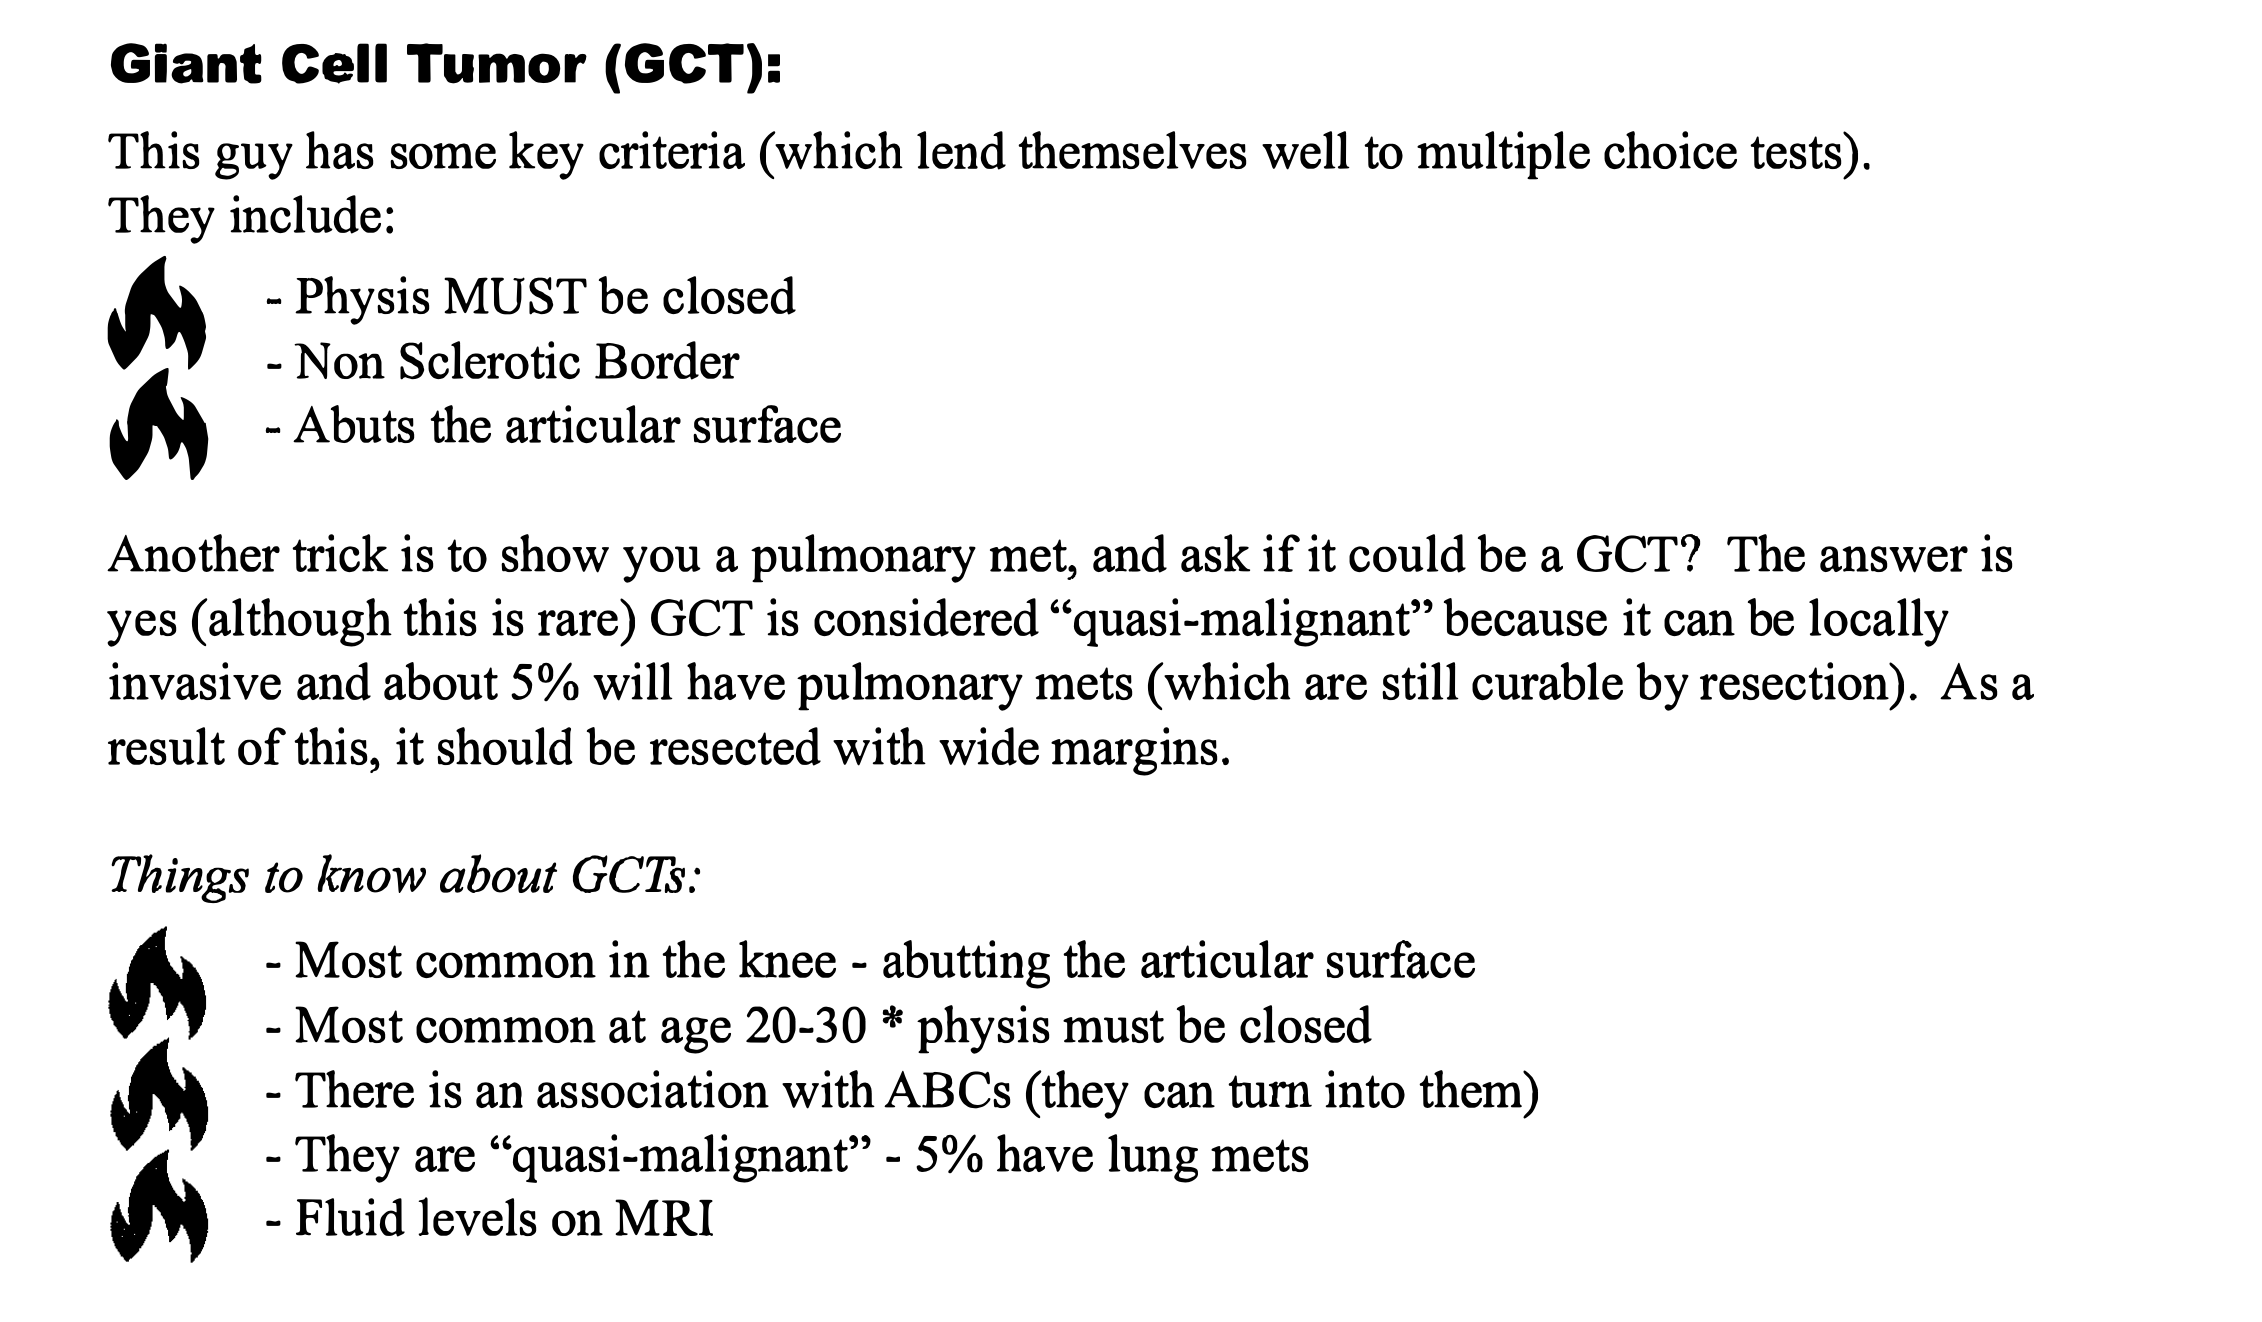 Giant Cell Tumor (GCT):
This guy has some key criteria (which lend themselves well to multiple choice tests).
They include:
- Physis MUST be closed
- Non Sclerotic Border
- Abuts the articular surface
Another trick is to show you a pulmonary met, and ask if it could be a GCT?  The answer is
yes (although this is rare) GCT is considered “quasi-malignant” because it can be locally
invasive and about 5% will have pulmonary mets (which are still curable by resection).  As a
result of this, it should be resected with wide margins.
Things to know about GCTs:
- Most common in the knee - abutting the articular surface
- Most common at age 20-30 * physis must be closed
- There is an association with ABCs (they can turn into them)
- They are “quasi-malignant” - 5% have lung mets
- Fluid levels on MRI